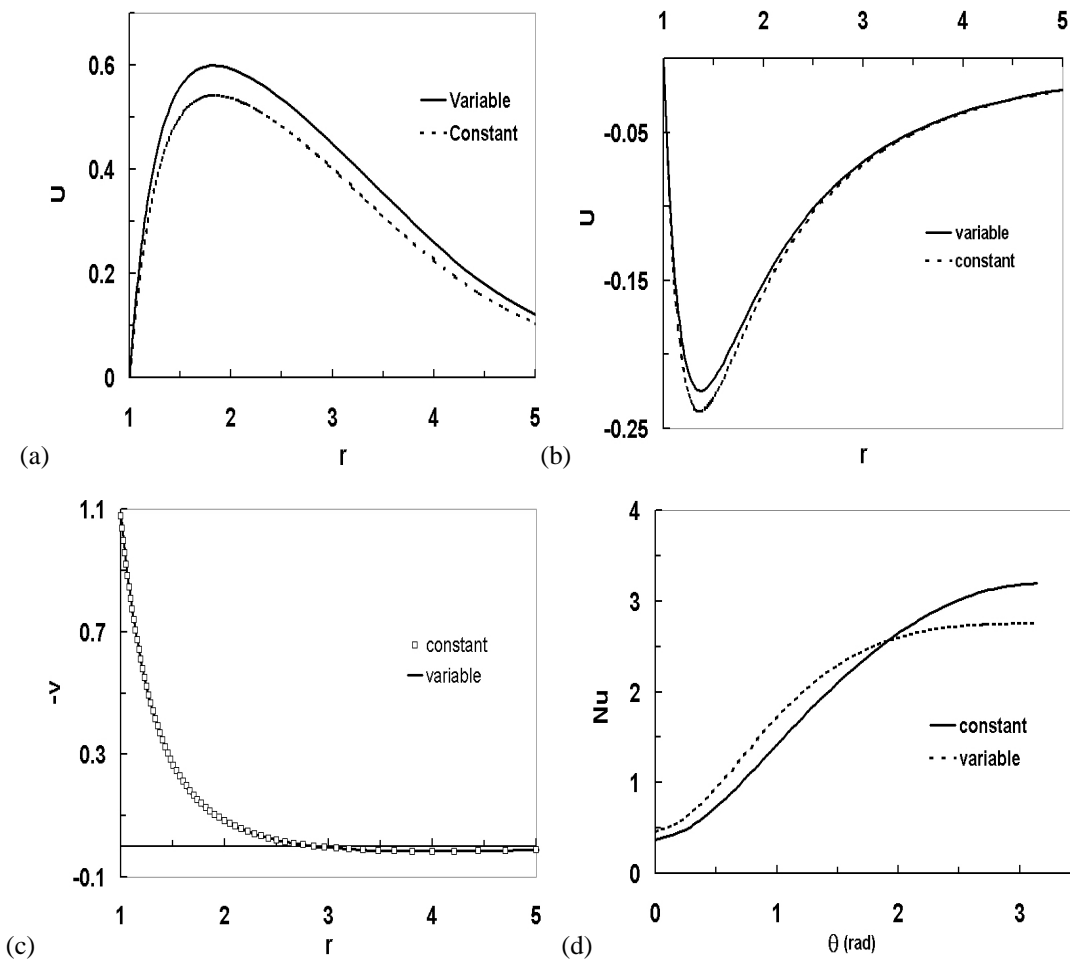 0.6
0.4
0.2
0
U
Variable
Constant
1 2 3 4 5
r
(a)
1 2 3 4 5
-0.05
-0.15
-0.25
U
variable
constant
r
(b)
1.1
0.7
0.3
-0.1
-v
constant
variable
1 2 3 4 5
r
(c)
4
3
2
1
0
Nu
constant
variable
0 1 2 3
θ (rad)
(d)